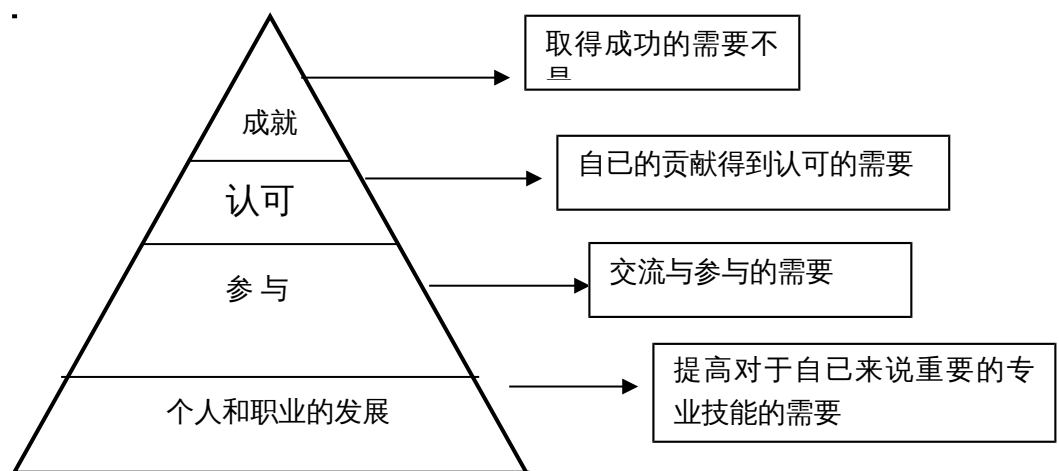 取得成功的需要不
成就
自已的贡献得到认可的需要
认可
交流与参与的需要
参 与
提高对于自已来说重要的专
业技能的需要
个人和职业的发展